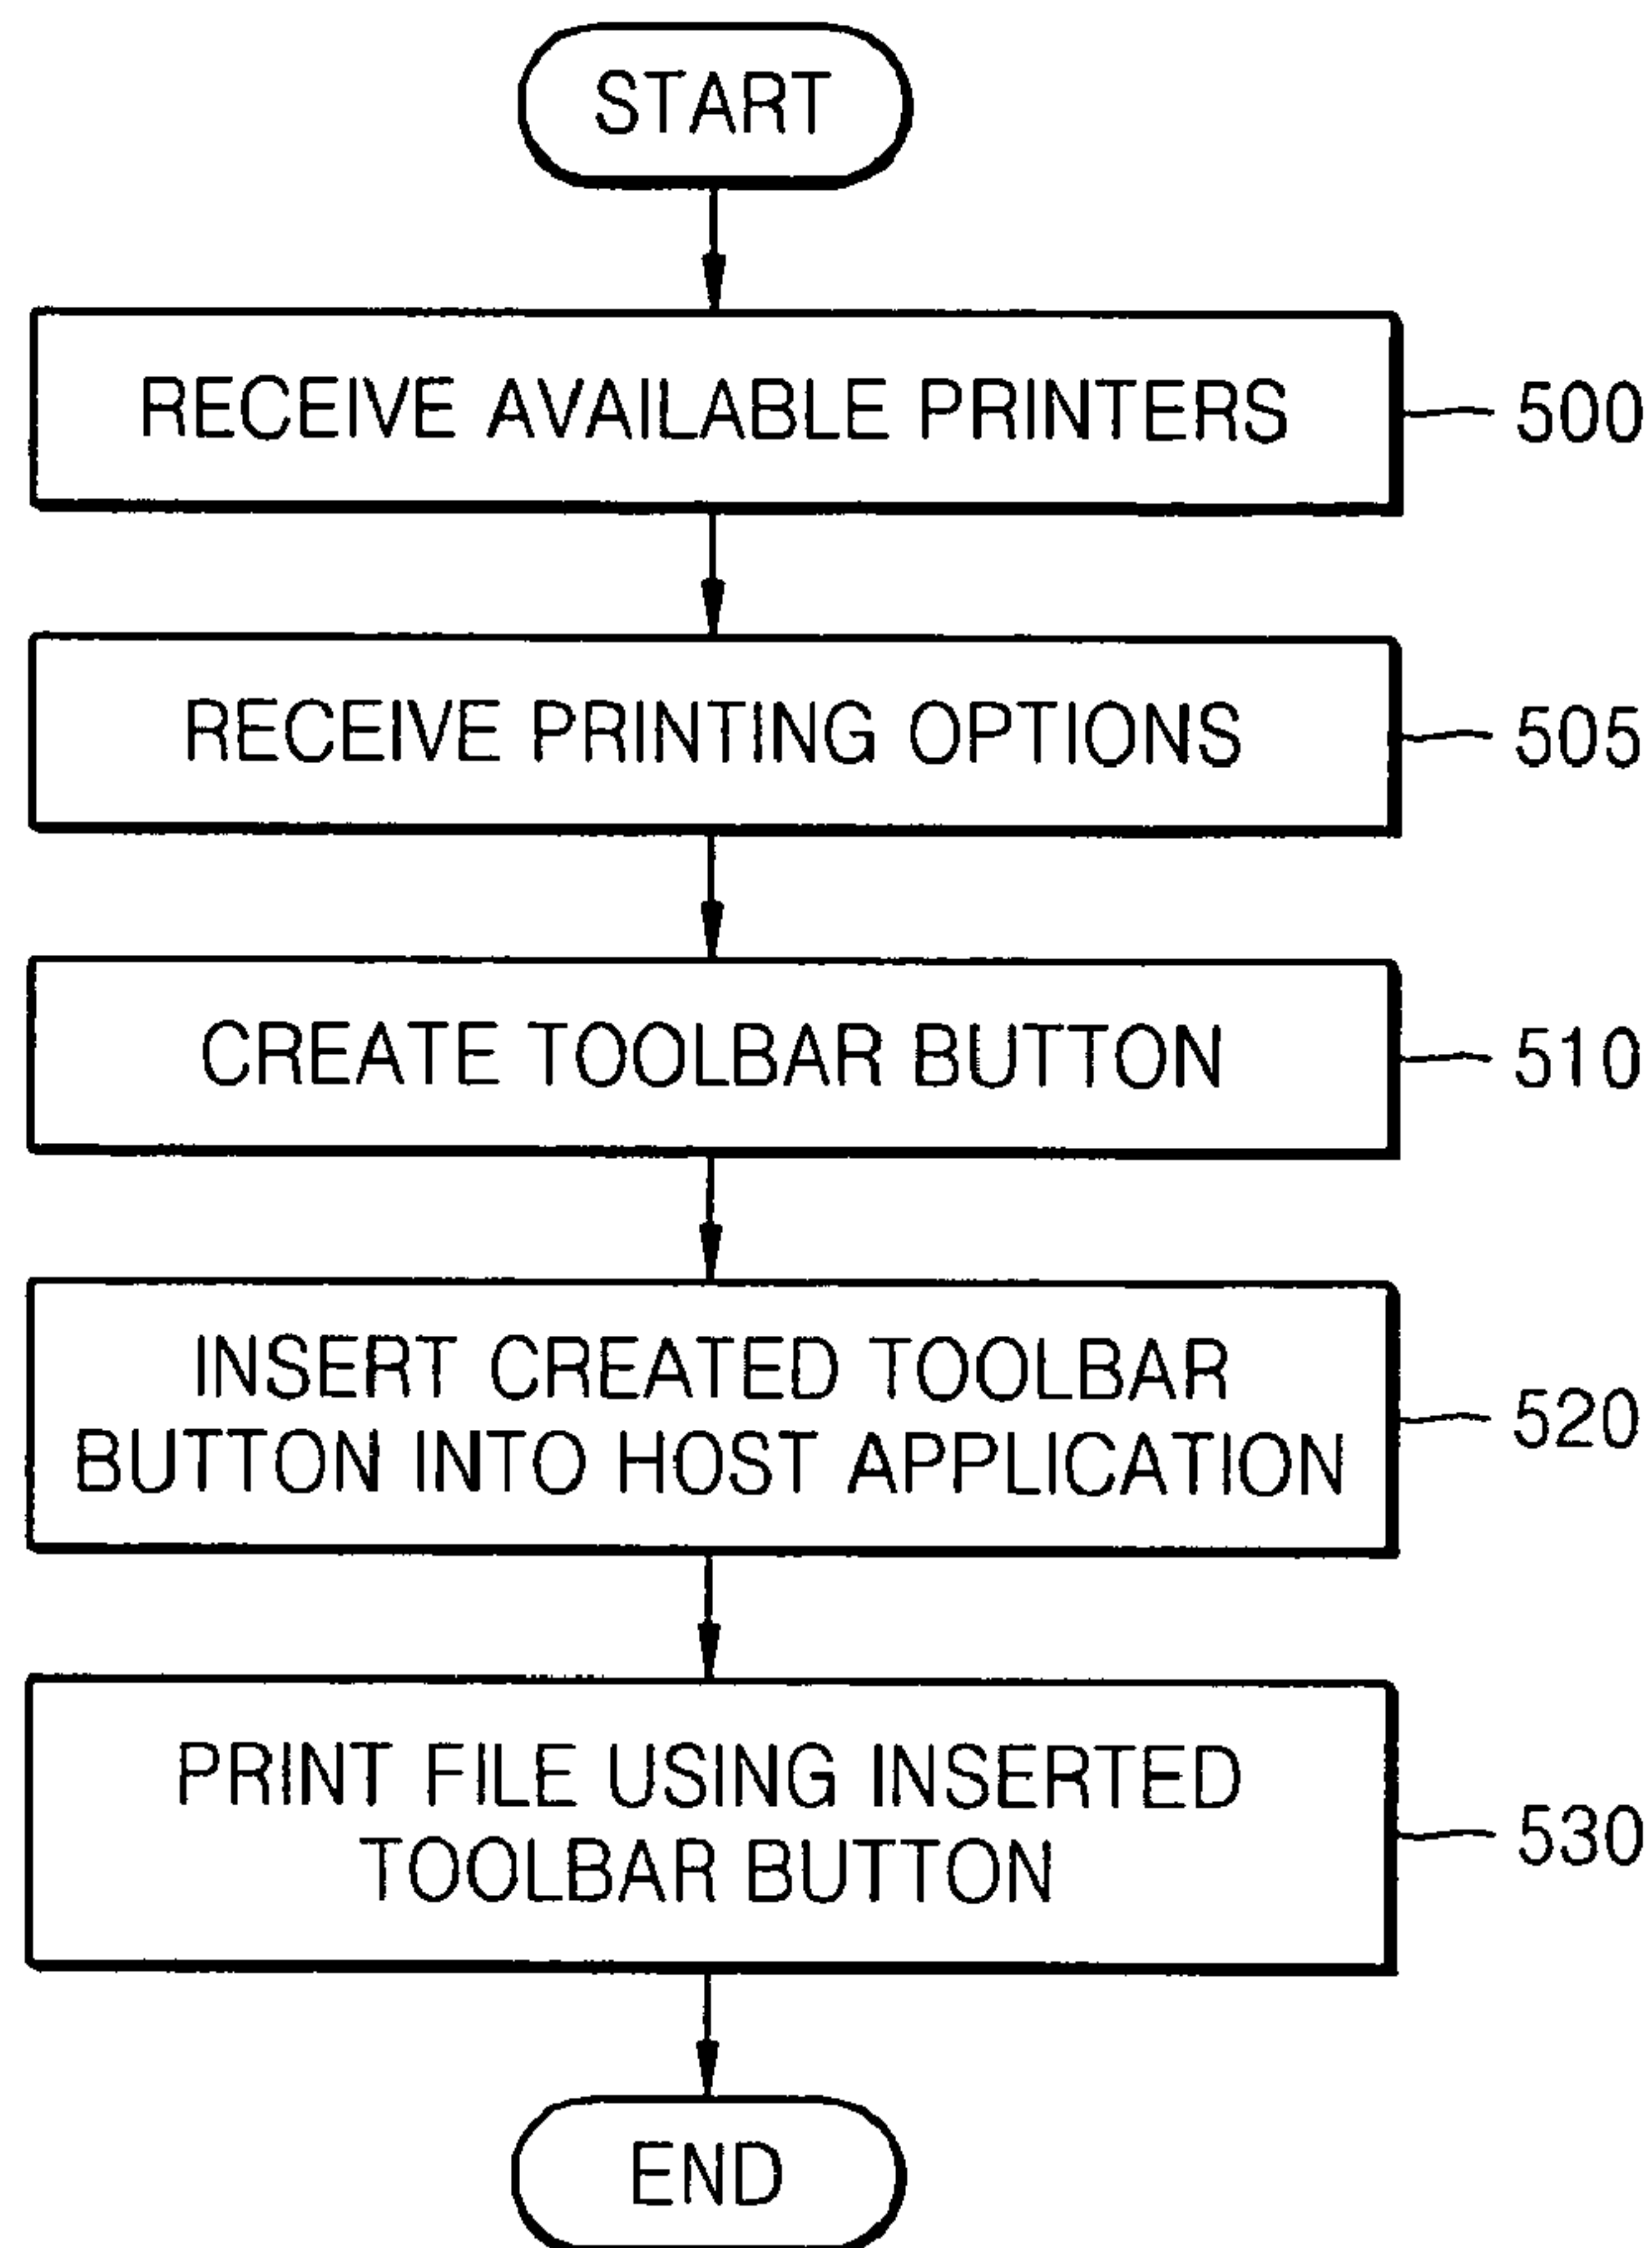 START
RECEIVE AVAILABLE PRINTERS
500
RECEIVE PRINTING OPTIONS
505
CREATE TOOLBAR BUTTON
510
INSERT CREATED TOOLBAR
BUTTON INTO HOST APPLICATION
520
PRINT FILE USING INSERTED
TOOLBAR BUTTON
530
END